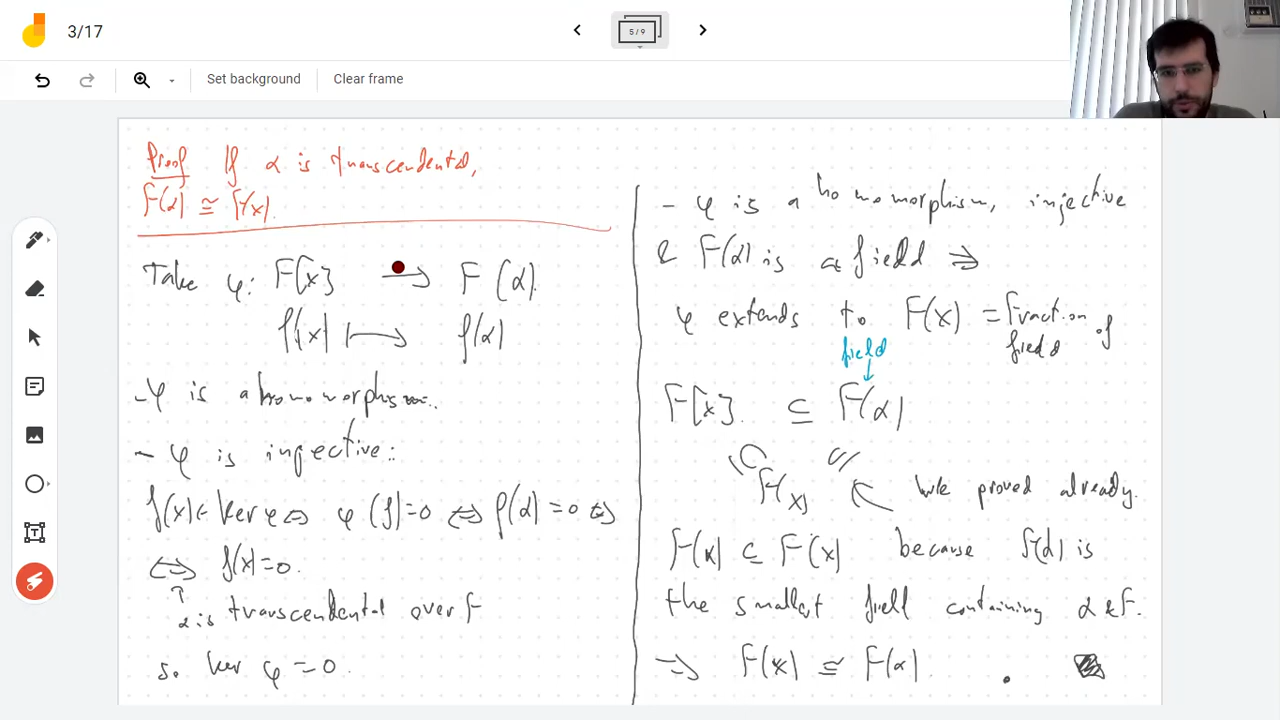 3/17
5/9
Set background
Clear frame
Proof If α is transcendental,
F(α) ≅ F(x).
Take φ: F[x] → F(α).
f(x) ↦ f(α)
- φ is a homomorphism.
- φ is injective:
f(x) ∈ ker φ ⇔ φ(f)=0 ⇔ f(α)=0 ⇔
⇔ f(x)=0.
↑
α is transcendental over F
so ker φ = 0.
- φ is a homomorphism, injective
& F(α) is a field ⇒
φ extends to F(x) = Fraction of
field
field
↓
F[x] ⊆ F(α)
F(x) we proved already.
F(α) ⊆ F(x) because F(α) is
the smallest field containing α & F.
⇒ F(x) ≅ F(α).